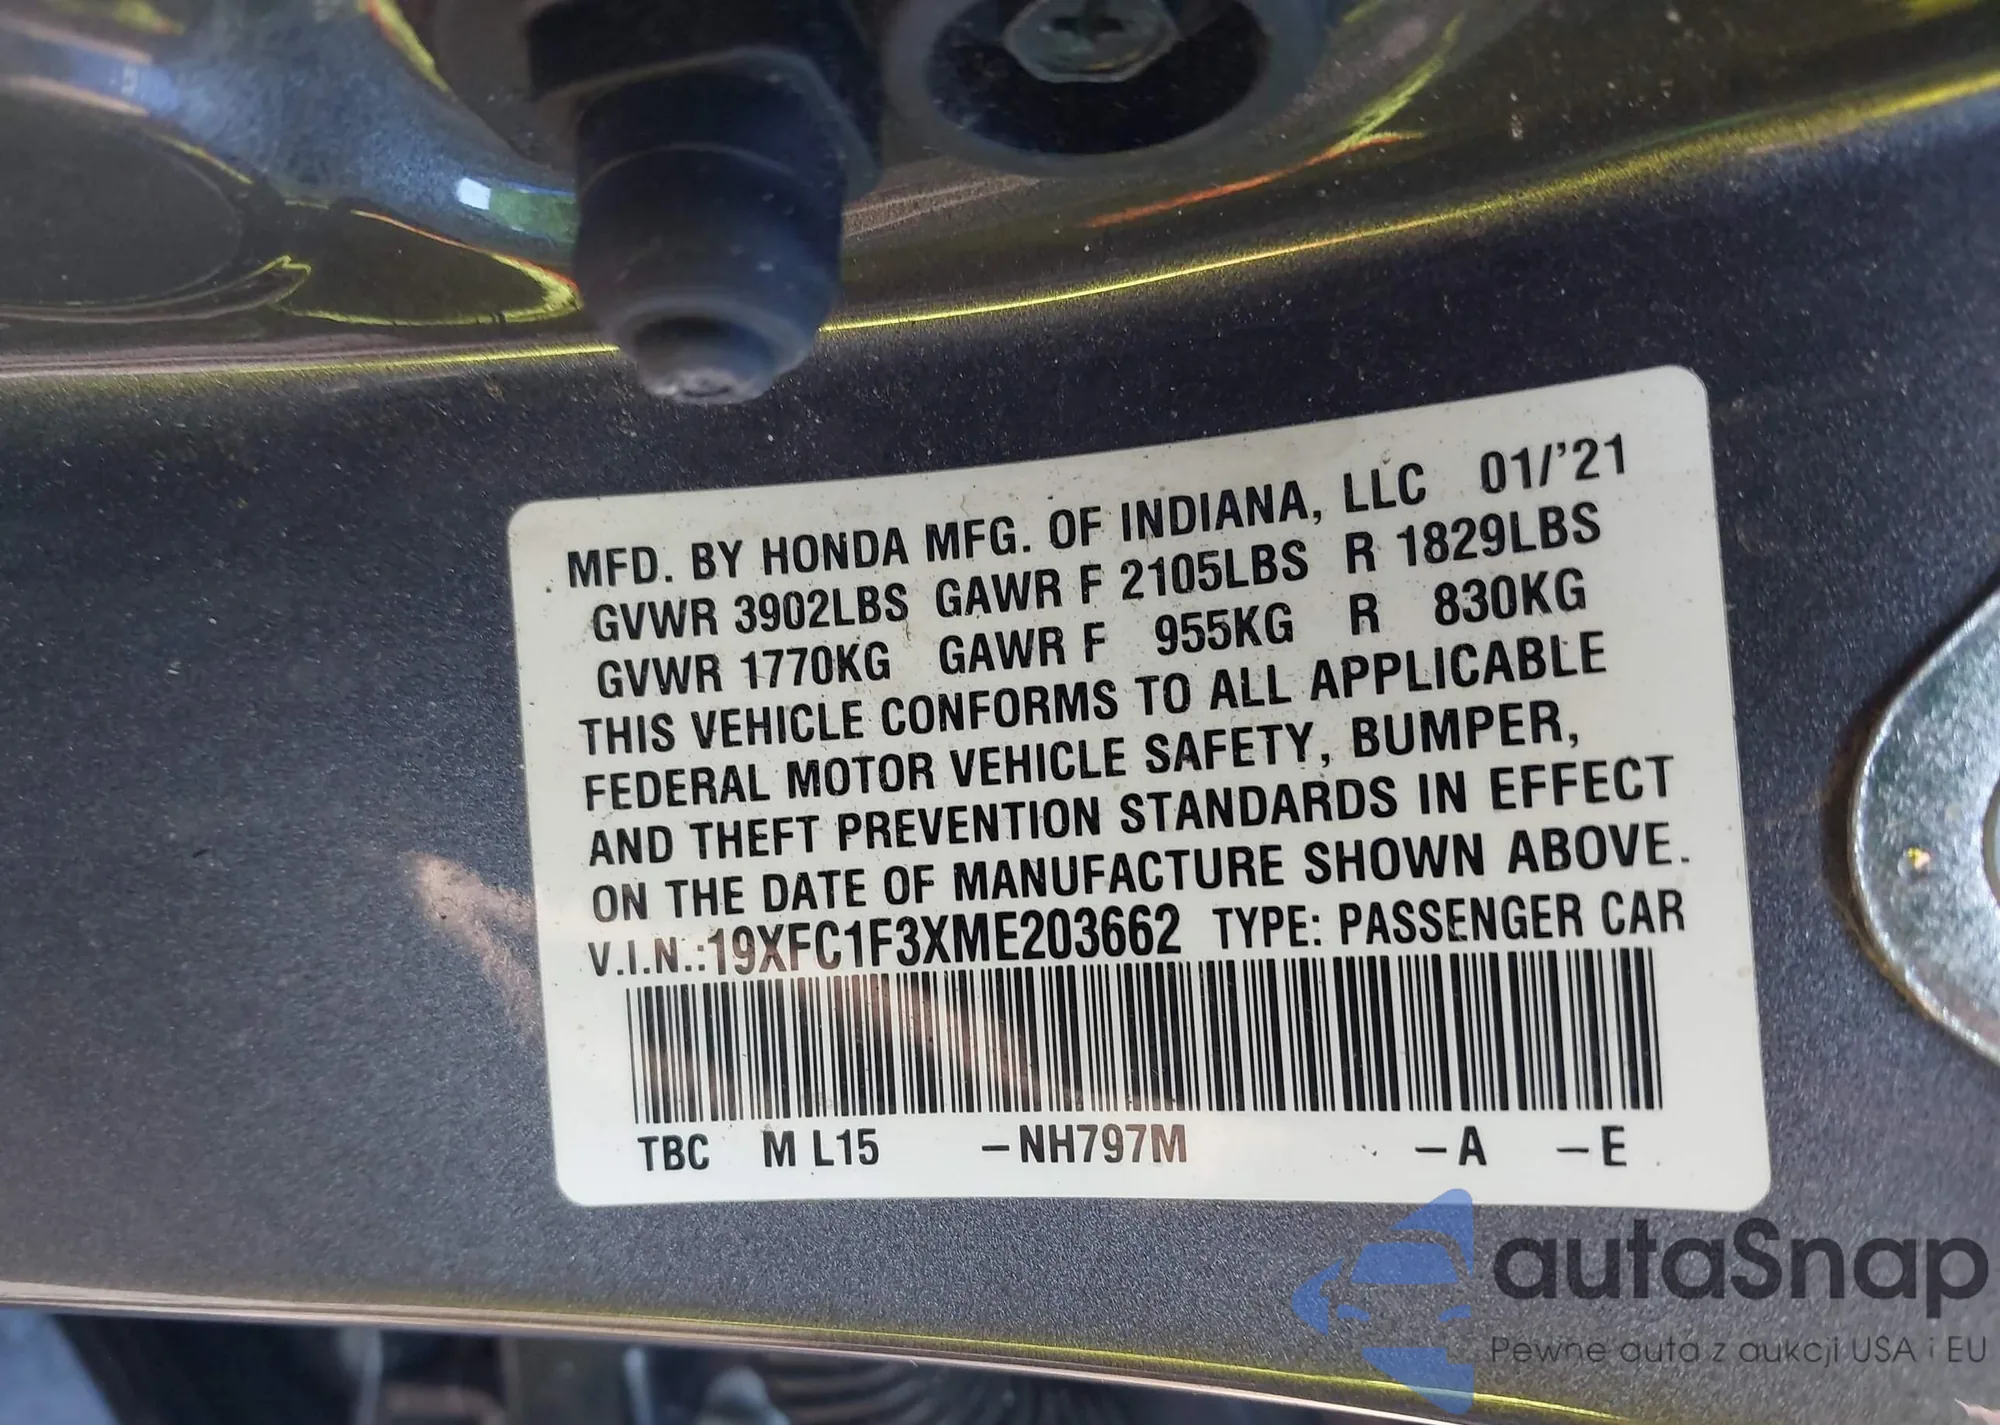 MFD. BY HONDA MFG. OF INDIANA, LLC 01/'21
GVWR 3902LBS GAWR F 2105LBS R 1829LBS
GVWR 1770KG GAWR F 955KG R 830KG
THIS VEHICLE CONFORMS TO ALL APPLICABLE
FEDERAL MOTOR VEHICLE SAFETY, BUMPER,
AND THEFT PREVENTION STANDARDS IN EFFECT
ON THE DATE OF MANUFACTURE SHOWN ABOVE.
V.I.N.:19XFC1F3XME203662 TYPE: PASSENGER CAR
TBC M L15 -NH797M -A -E
autaSnap
Pewne auta z aukcji USA i EU